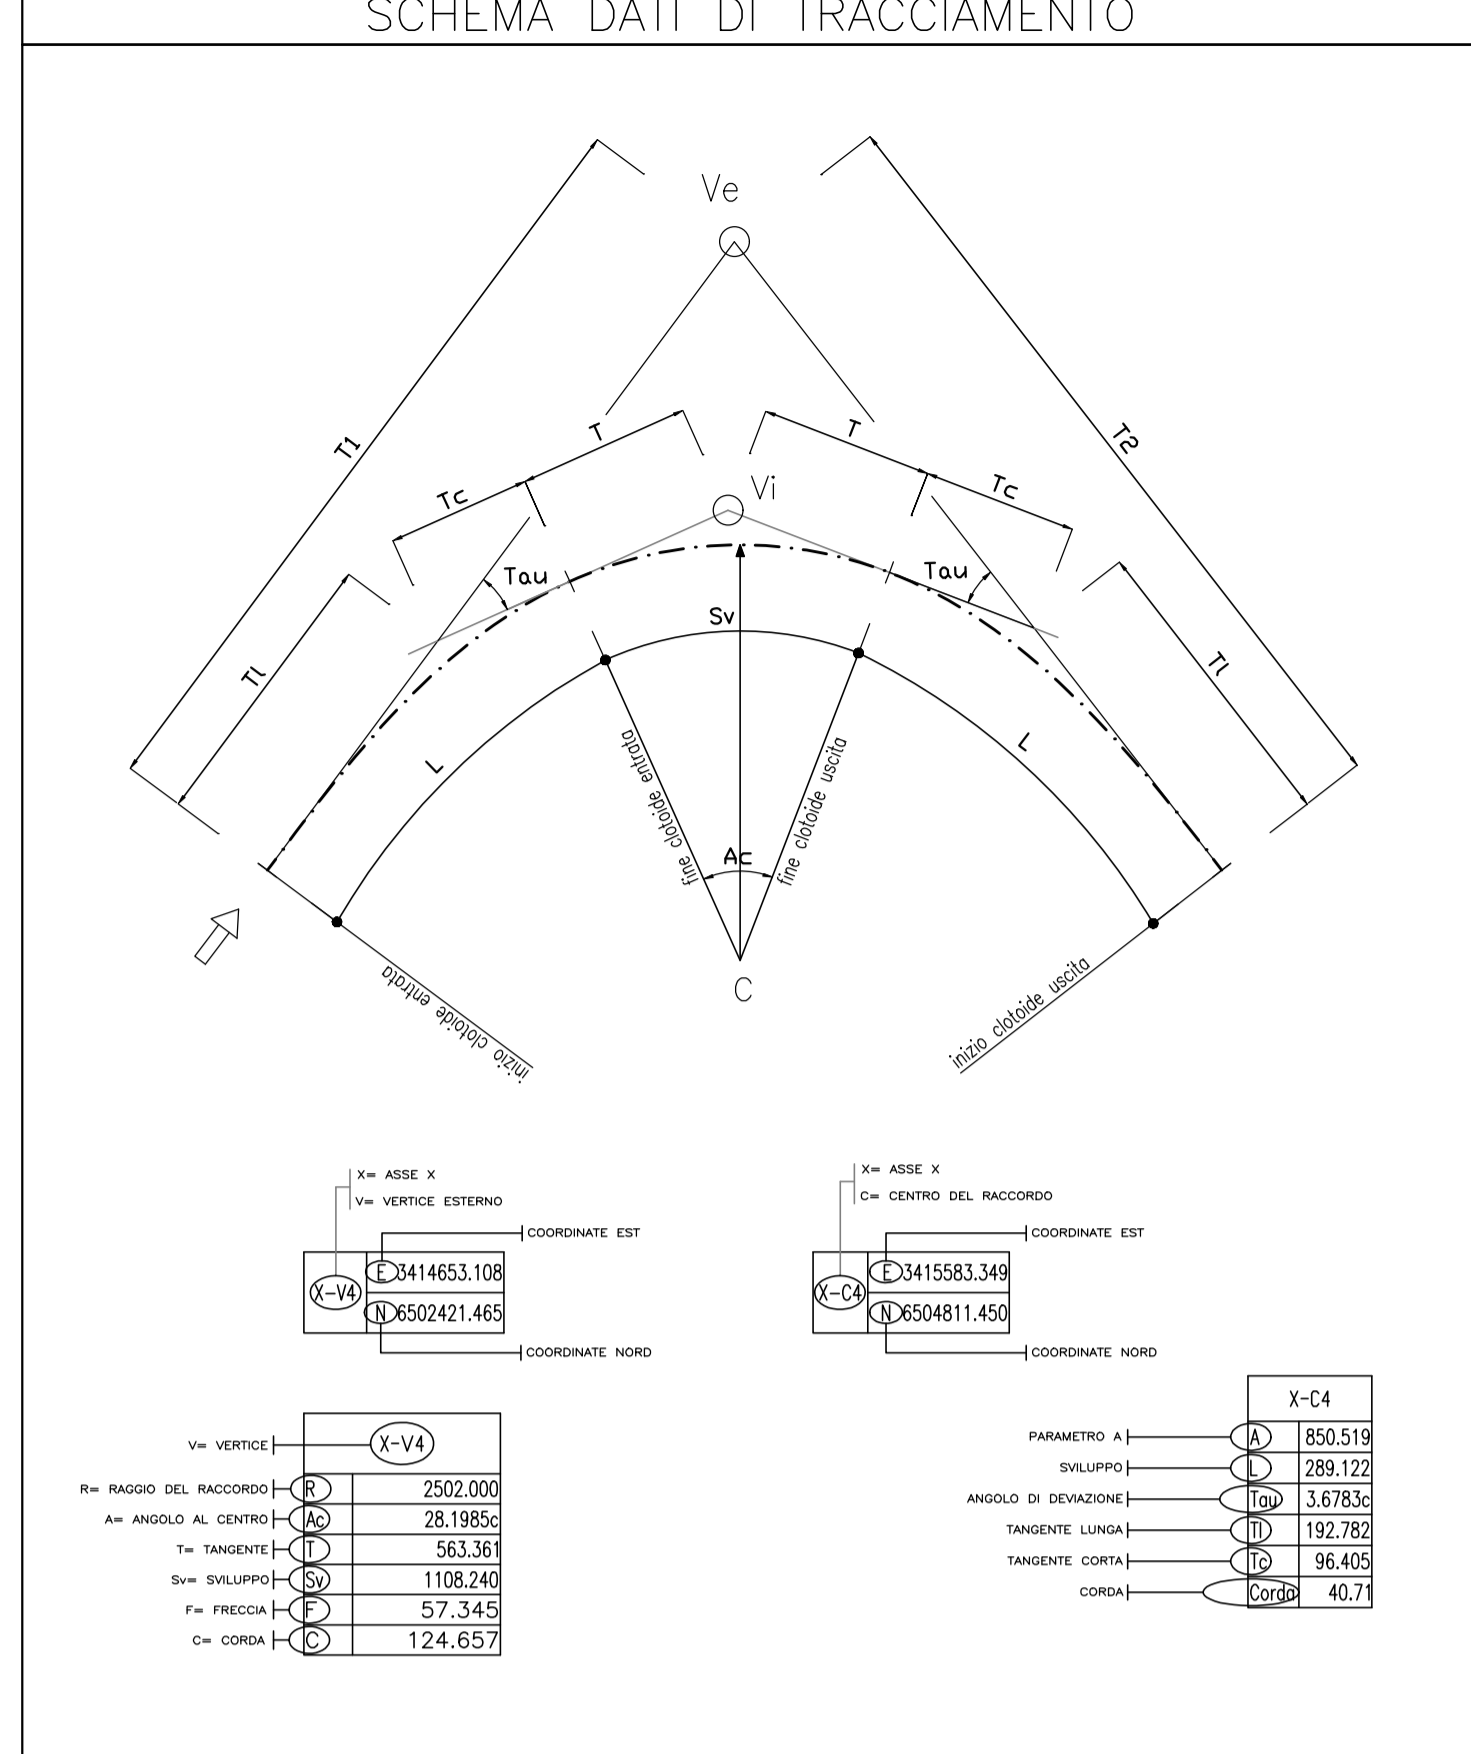 SCHEMA DATI DI TRACCIAMENTO
Ve
T1
T2
T
T
Tc
Tc
Vi
Tau
Tau
Tl
Tl
Sv
L
L
fine clotoide entrata
fine clotoide uscita
Ac
C
inizio clotoide entrata
inizio clotoide uscita
X= ASSE X
V= VERTICE ESTERNO
COORDINATE EST
X-V4
E 3414653.108
N 6502421.465
COORDINATE NORD
X= ASSE X
C= CENTRO DEL RACCORDO
COORDINATE EST
X-C4
E 3415583.349
N 6504811.450
COORDINATE NORD
V= VERTICE X-V4
R= RAGGIO DEL RACCORDO R 2502.000
A= ANGOLO AL CENTRO Ac 28.1985c
T= TANGENTE T 563.361
Sv= SVILUPPO Sv 1108.240
F= FRECCIA F 57.345
C= CORDA C 124.657
X-C4
PARAMETRO A A 850.519
SVILUPPO L 289.122
ANGOLO DI DEVIAZIONE Tau 3.6783c
TANGENTE LUNGA Tl 192.782
TANGENTE CORTA Tc 96.405
CORDA Corda 40.71